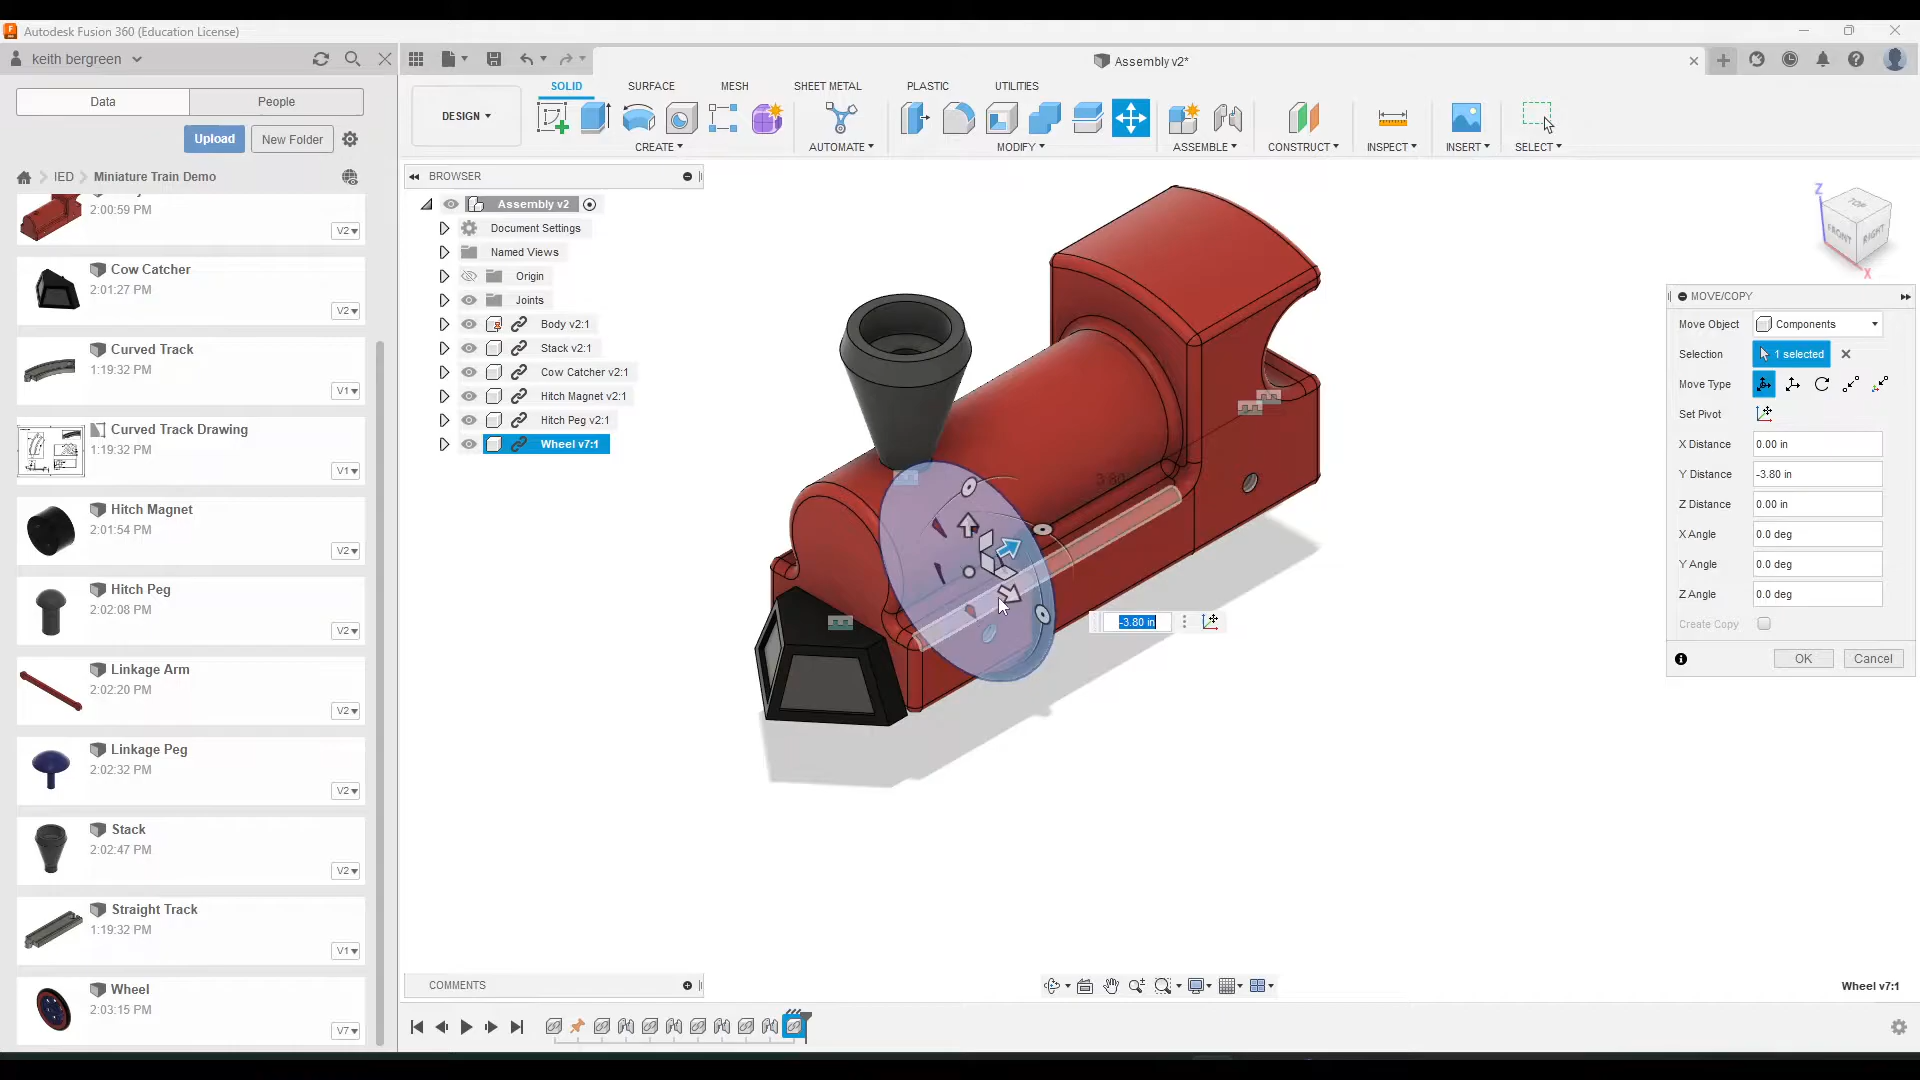 Autodesk Fusion 360 (Education License)
keith bergreen
Assembly v2*
Data
People
Upload
New Folder
IED
Miniature Train Demo
2:00:59 PM
V2
Cow Catcher
2:01:27 PM
V2
Curved Track
1:19:32 PM
V1
Curved Track Drawing
1:19:32 PM
V1
Hitch Magnet
2:01:54 PM
V2
Hitch Peg
2:02:08 PM
V2
Linkage Arm
2:02:20 PM
V2
Linkage Peg
2:02:32 PM
V2
Stack
2:02:47 PM
V2
Straight Track
1:19:32 PM
V1
Wheel
2:03:15 PM
V7
DESIGN
SOLID
SURFACE
MESH
SHEET METAL
PLASTIC
UTILITIES
CREATE
AUTOMATE
MODIFY
ASSEMBLE
CONSTRUCT
INSPECT
INSERT
SELECT
BROWSER
Assembly v2
Document Settings
Named Views
Origin
Joints
Body v2:1
Stack v2:1
Cow Catcher v2:1
Hitch Magnet v2:1
Hitch Peg v2:1
Wheel v7:1
3.80
-3.80 in
Z
TOP
FRONT
RIGHT
X
MOVE/COPY
Move Object
Components
Selection
1 selected
Move Type
Set Pivot
X Distance
0.00 in
Y Distance
-3.80 in
Z Distance
0.00 in
X Angle
0.0 deg
Y Angle
0.0 deg
Z Angle
0.0 deg
Create Copy
OK
Cancel
COMMENTS
Wheel v7:1